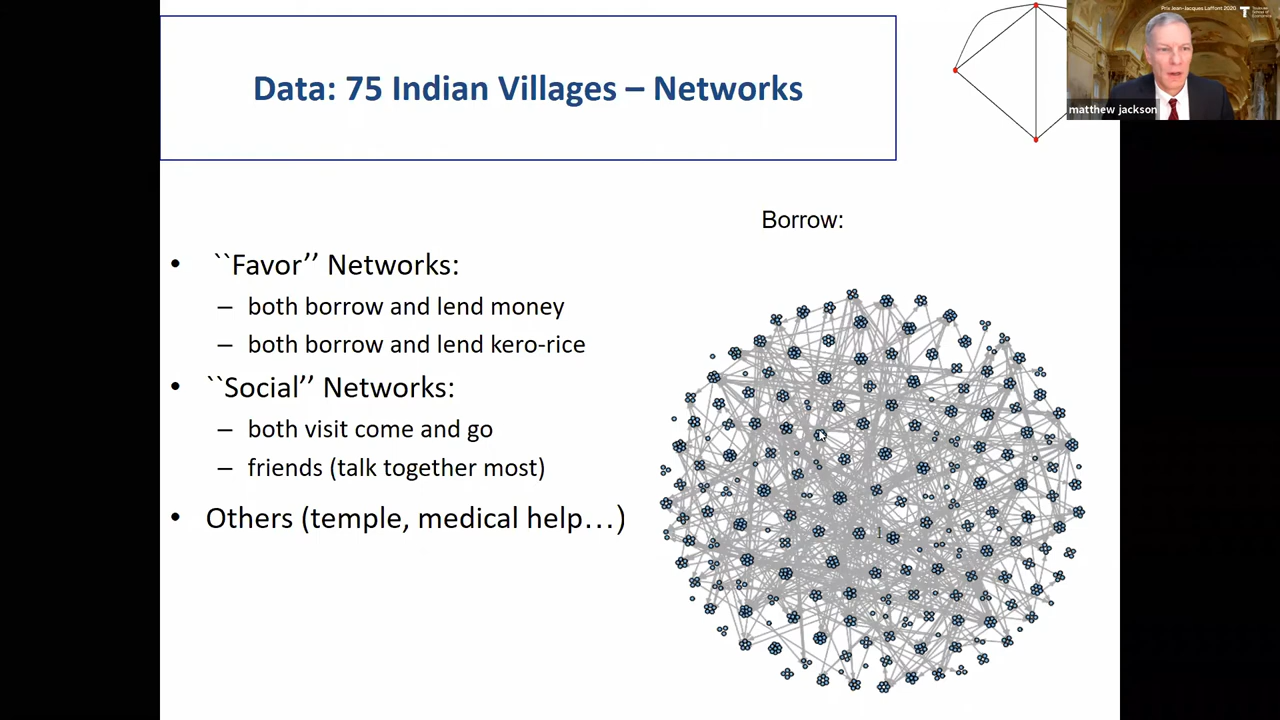 Prix Jean-Jacques Laffont 2020
Data: 75 Indian Villages – Networks
matthew jackson
Borrow:
• ``Favor’’ Networks:
– both borrow and lend money
– both borrow and lend kero-rice
• ``Social’’ Networks:
– both visit come and go
– friends (talk together most)
• Others (temple, medical help…)
1